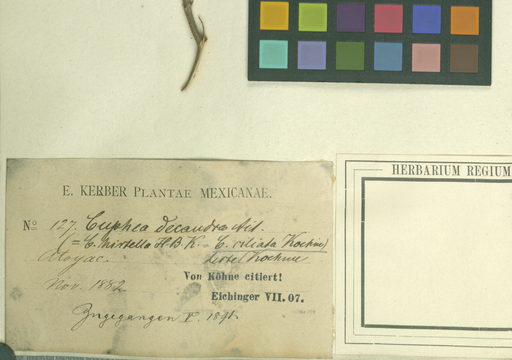 E. KERBER PLANTAE MEXICANAE.
No 127. Cuphea decandra Ait.
(= C. hirtella H.B.K. = C. ciliata Koehne)
teste Koehne
Atoyac.
Nov. 1882
Von Köhne citiert!
Eichinger VII. 07.
Eingegangen V. 1891.
HERBARIUM REGIUM